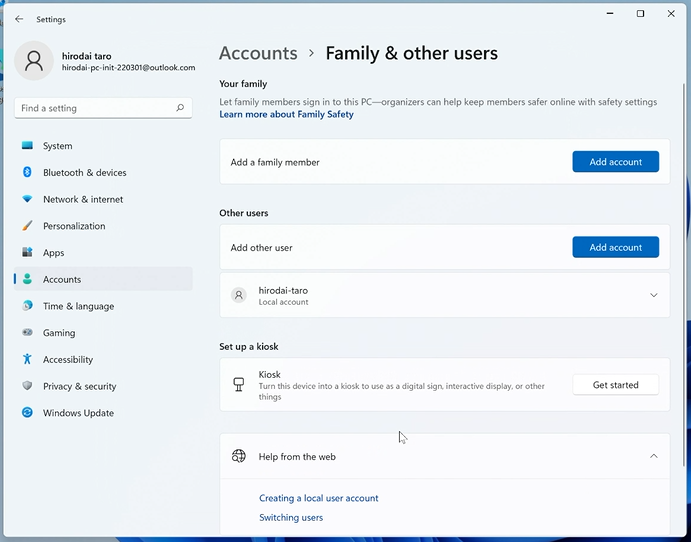 Settings
hirodai taro
hirodai-pc-init-220301@outlook.com
Find a setting
System
Bluetooth & devices
Network & internet
Personalization
Apps
Accounts
Time & language
Gaming
Accessibility
Privacy & security
Windows Update
Accounts > Family & other users
Your family
Let family members sign in to this PC—organizers can help keep members safer online with safety settings
Learn more about Family Safety
Add a family member
Add account
Other users
Add other user
Add account
hirodai-taro
Local account
Set up a kiosk
Kiosk
Turn this device into a kiosk to use as a digital sign, interactive display, or other
things
Get started
Help from the web
Creating a local user account
Switching users